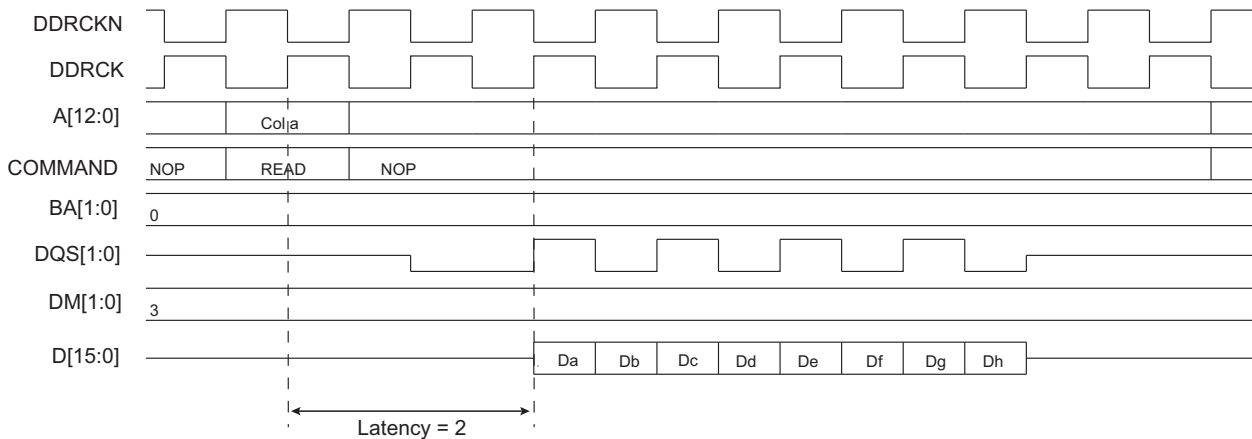 DDRCKN
DDRCK
A[12:0]
Col a
COMMAND
NOP READ NOP
BA[1:0]
0
DQS[1:0]
DM[1:0]
3
D[15:0]
Da Db Dc Dd De Df Dg Dh
Latency = 2